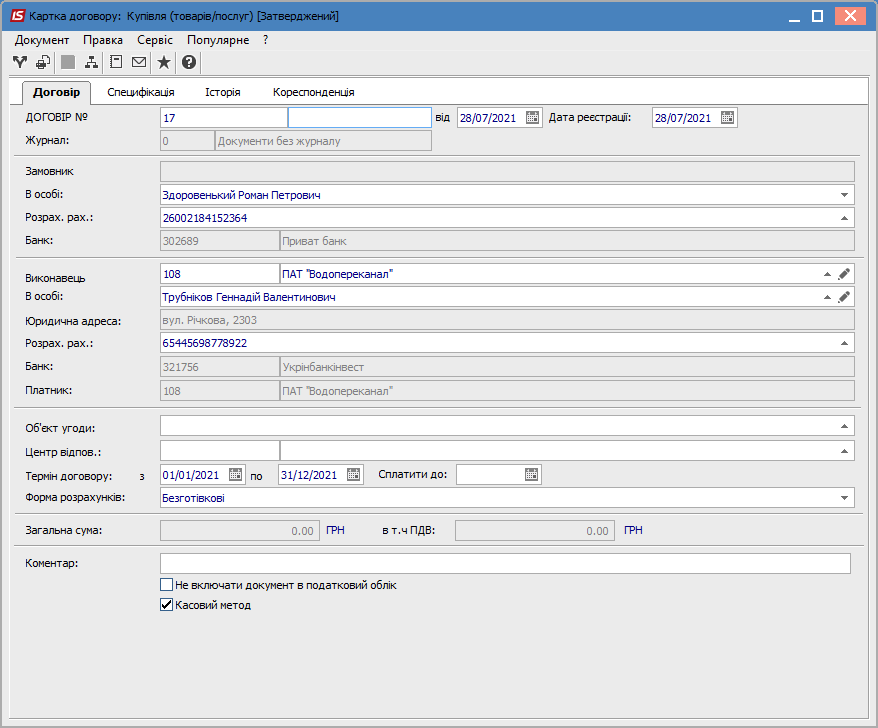 IS Картка договору: Купівля (товарів/послуг) [Затверджений]
Документ Правка Сервіс Популярне ?
Договір Специфікація Історія Кореспонденція
ДОГОВІР № 17 від 28/07/2021 Дата реєстрації: 28/07/2021
Журнал: 0 Документи без журналу
Замовник
В особі: Здоровенький Роман Петрович
Розрах. рах.: 26002184152364
Банк: 302689 Приват банк
Виконавець 108 ПАТ "Водопереканал"
В особі: Трубніков Геннадій Валентинович
Юридична адреса: вул. Річкова, 2303
Розрах. рах.: 65445698778922
Банк: 321756 Укрінбанкінвест
Платник: 108 ПАТ "Водопереканал"
Об'єкт угоди:
Центр відпов.:
Термін договору: з 01/01/2021 по 31/12/2021 Сплатити до:
Форма розрахунків: Безготівкові
Загальна сума: 0.00 ГРН в т.ч ПДВ: 0.00 ГРН
Коментар:
Не включати документ в податковий облік
Касовий метод